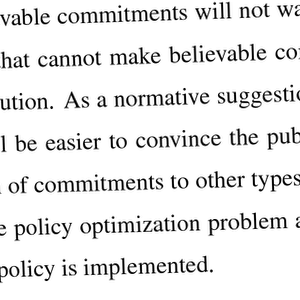 vable commitments will not wa
hat cannot make believable co
ution. As a normative suggestio
l be easier to convince the pub
of commitments to other types
e policy optimization problem a
policy is implemented.